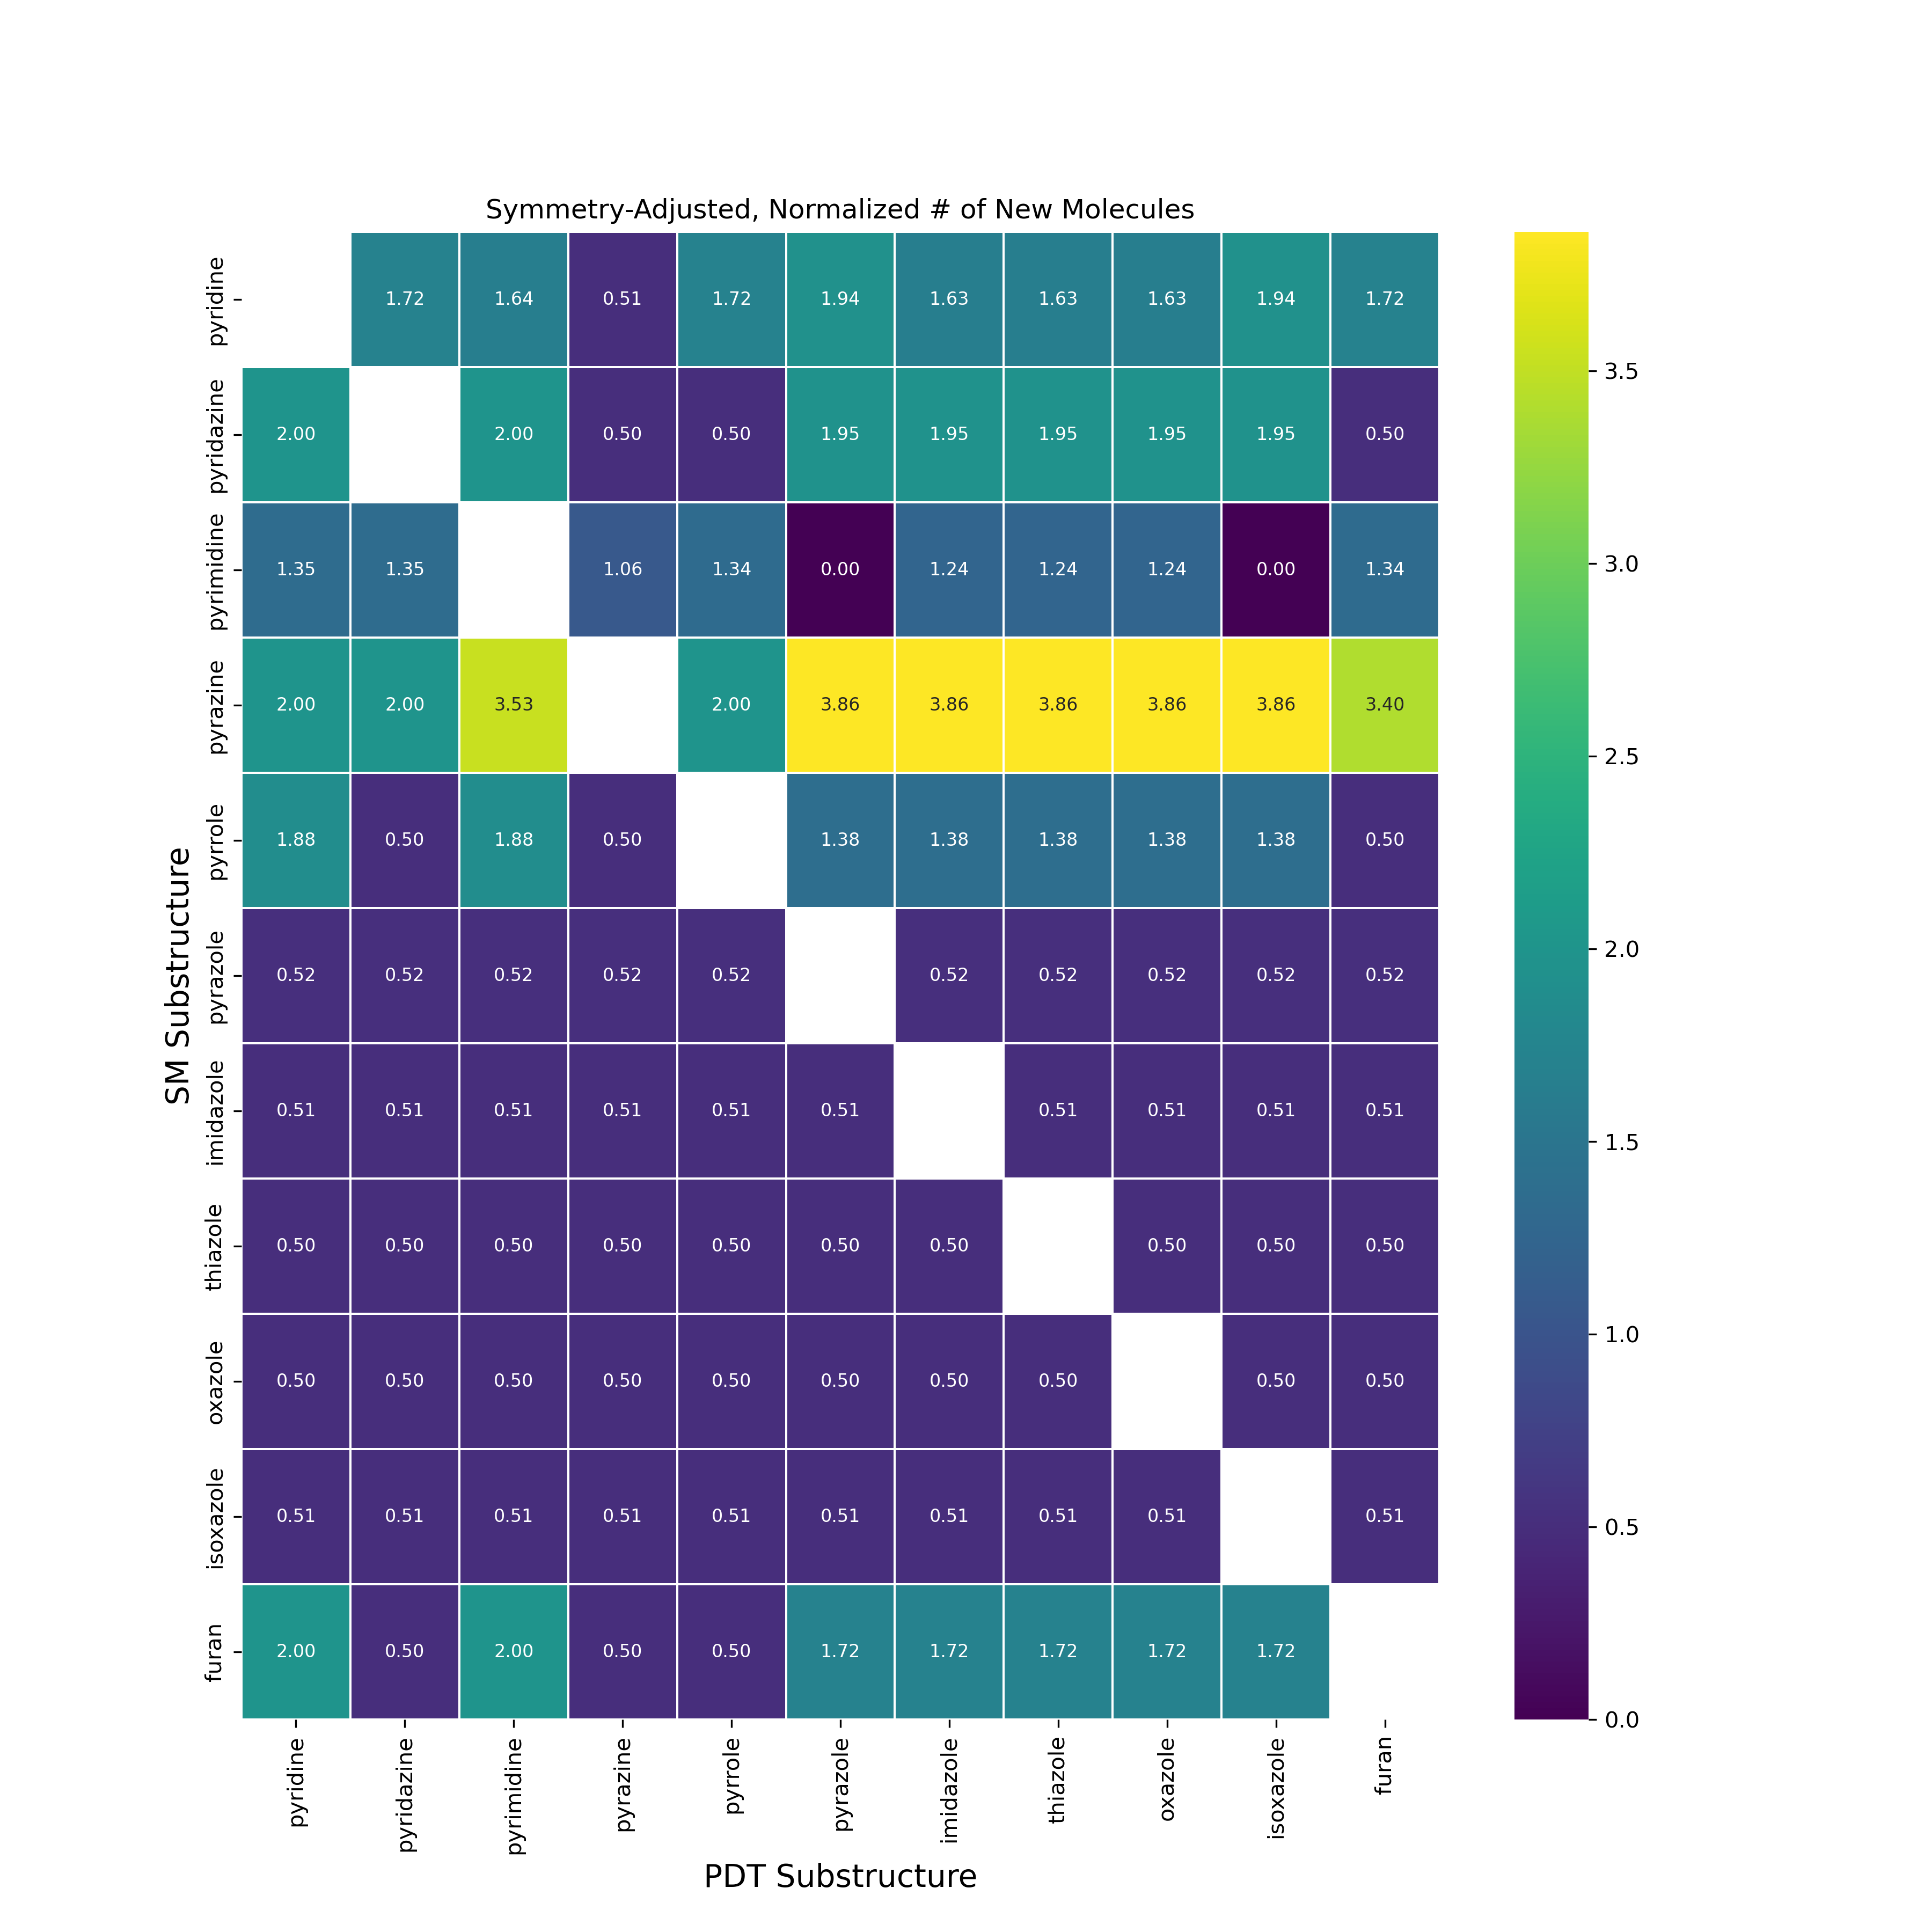 Symmetry-Adjusted, Normalized # of New Molecules
SM Substructure
pyridine 1.72 1.64 0.51 1.72 1.94 1.63 1.63 1.63 1.94 1.72
pyridazine 2.00 2.00 0.50 0.50 1.95 1.95 1.95 1.95 1.95 0.50
pyrimidine 1.35 1.35 1.06 1.34 0.00 1.24 1.24 1.24 0.00 1.34
pyrazine 2.00 2.00 3.53 2.00 3.86 3.86 3.86 3.86 3.86 3.40
pyrrole 1.88 0.50 1.88 0.50 1.38 1.38 1.38 1.38 1.38 0.50
pyrazole 0.52 0.52 0.52 0.52 0.52 0.52 0.52 0.52 0.52 0.52
imidazole 0.51 0.51 0.51 0.51 0.51 0.51 0.51 0.51 0.51 0.51
thiazole 0.50 0.50 0.50 0.50 0.50 0.50 0.50 0.50 0.50 0.50
oxazole 0.50 0.50 0.50 0.50 0.50 0.50 0.50 0.50 0.50 0.50
isoxazole 0.51 0.51 0.51 0.51 0.51 0.51 0.51 0.51 0.51 0.51
furan 2.00 0.50 2.00 0.50 0.50 1.72 1.72 1.72 1.72 1.72
pyridine pyridazine pyrimidine pyrazine pyrrole pyrazole imidazole thiazole oxazole isoxazole furan
PDT Substructure
3.5
3.0
2.5
2.0
1.5
1.0
0.5
0.0